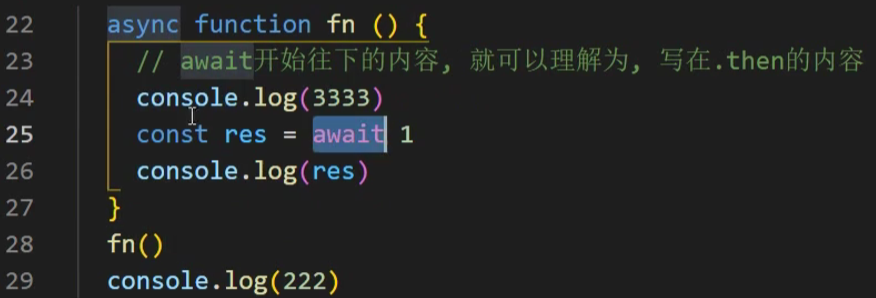 22 async function fn () {
23 // await开始往下的内容, 就可以理解为, 写在.then的内容
24 console.log(3333)
25 const res = await 1
26 console.log(res)
27 }
28 fn()
29 console.log(222)